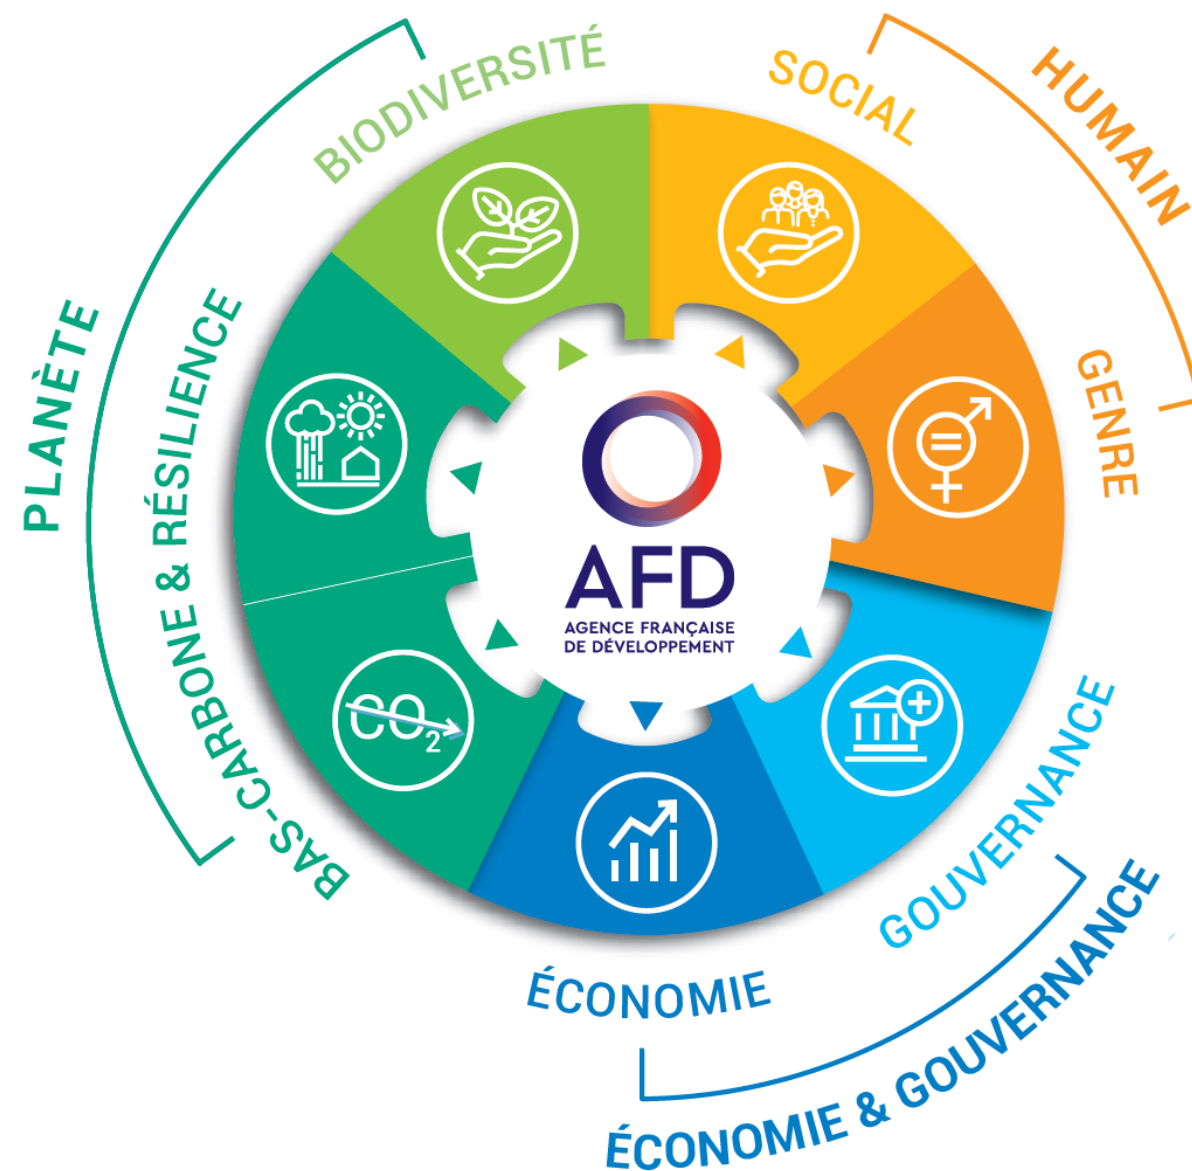 BIODIVERSITÉ
SOCIAL
HUMAIN
GENRE
PLANÈTE
BAS-CARBONE & RÉSILIENCE
AFD
AGENCE FRANÇAISE
DE DÉVELOPPEMENT
CO2
GOUVERNANCE
ÉCONOMIE
ÉCONOMIE & GOUVERNANCE